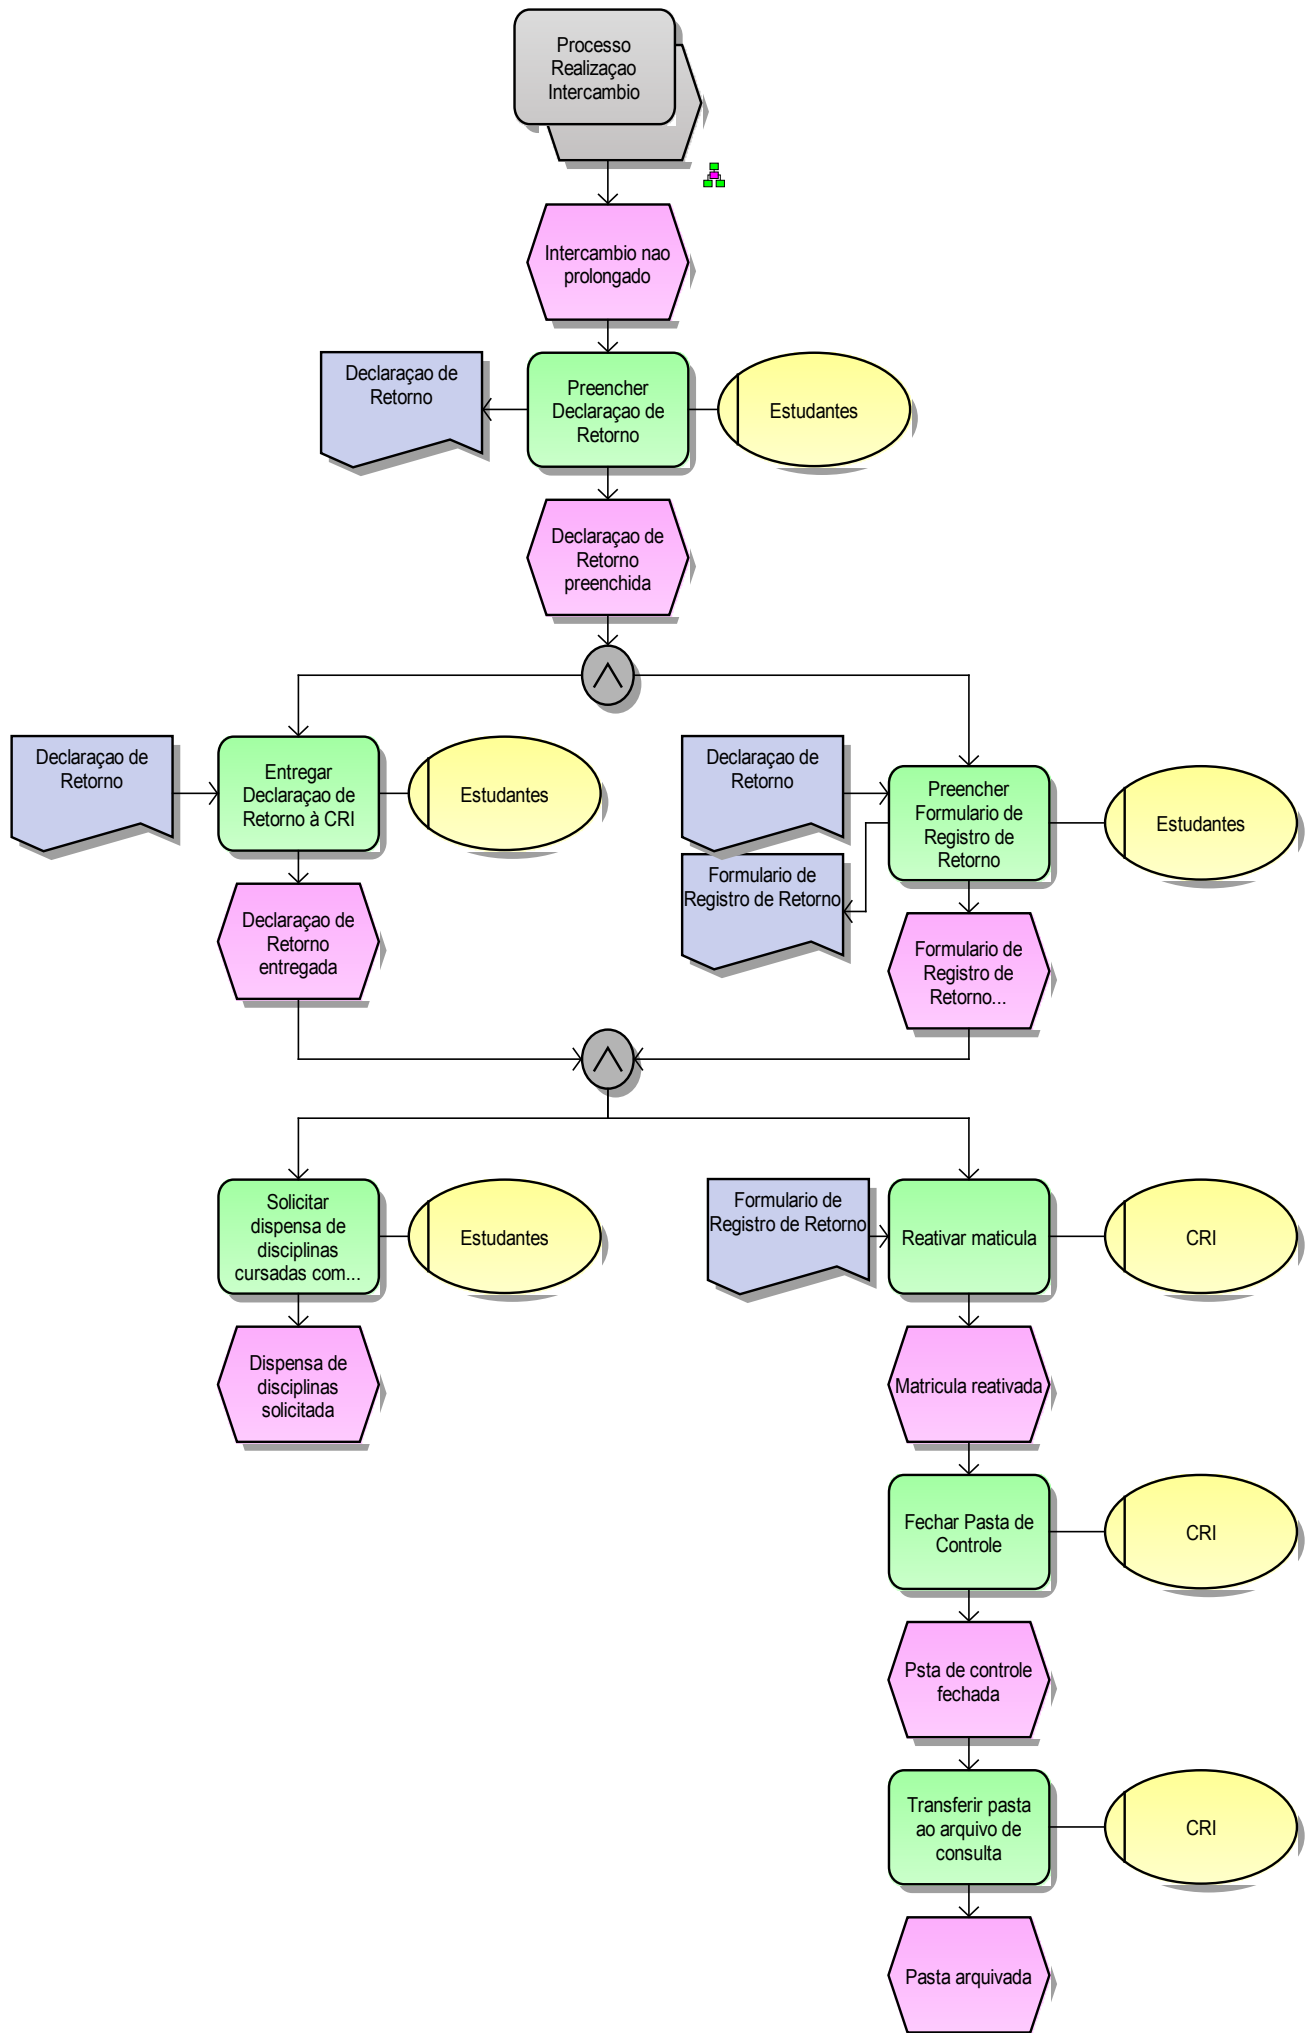 Processo
Realizaçao
Intercambio
Intercambio nao
prolongado
Declaraçao de
Retorno
Preencher
Declaraçao de
Retorno
Estudantes
Declaraçao de
Retorno
preenchida
Declaraçao de
Retorno
Entregar
Declaraçao de
Retorno à CRI
Estudantes
Declaraçao de
Retorno
Preencher
Formulario de
Registro de
Retorno
Estudantes
Formulario de
Registro de Retorno
Declaraçao de
Retorno
entregada
Formulario de
Registro de
Retorno...
Solicitar
dispensa de
disciplinas
cursadas com...
Estudantes
Formulario de
Registro de Retorno
Reativar maticula
CRI
Dispensa de
disciplinas
solicitada
Matricula reativada
Fechar Pasta de
Controle
CRI
Psta de controle
fechada
Transferir pasta
ao arquivo de
consulta
CRI
Pasta arquivada